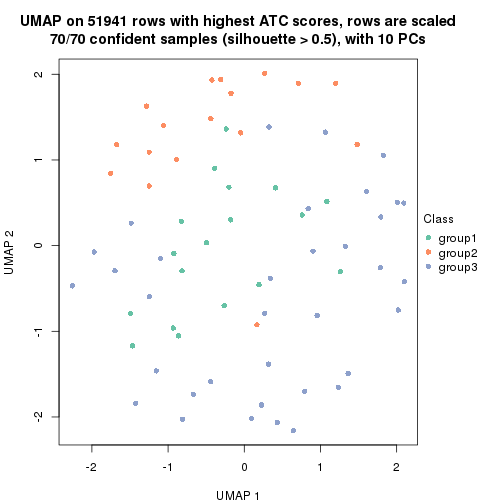 UMAP on 51941 rows with highest ATC scores, rows are scaled
70/70 confident samples (silhouette > 0.5), with 10 PCs
2
1
0
-1
-2
UMAP 2
-2
-1
0
1
2
UMAP 1
Class
group1
group2
group3